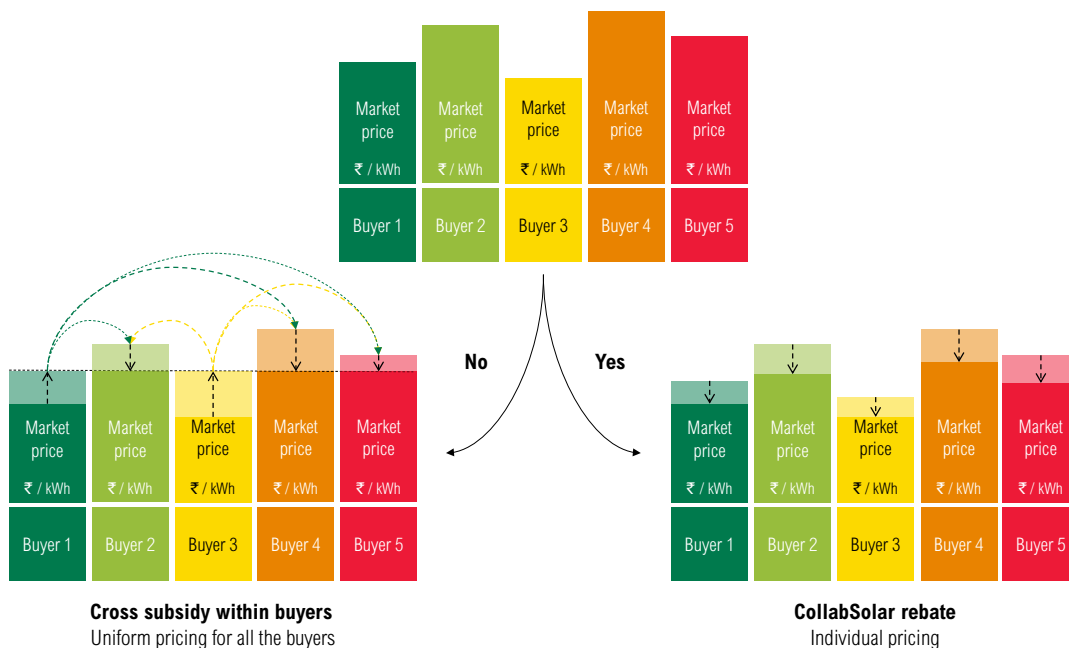 Market
price
₹ / kWh
Buyer 1
Market
price
₹ / kWh
Buyer 2
Market
price
₹ / kWh
Buyer 3
Market
price
₹ / kWh
Buyer 4
Market
price
₹ / kWh
Buyer 5
No
Yes
Market
price
₹ / kWh
Buyer 1
Market
price
₹ / kWh
Buyer 2
Market
price
₹ / kWh
Buyer 3
Market
price
₹ / kWh
Buyer 4
Market
price
₹ / kWh
Buyer 5
Cross subsidy within buyers
Uniform pricing for all the buyers
Market
price
₹ / kWh
Buyer 1
Market
price
₹ / kWh
Buyer 2
Market
price
₹ / kWh
Buyer 3
Market
price
₹ / kWh
Buyer 4
Market
price
₹ / kWh
Buyer 5
CollabSolar rebate
Individual pricing